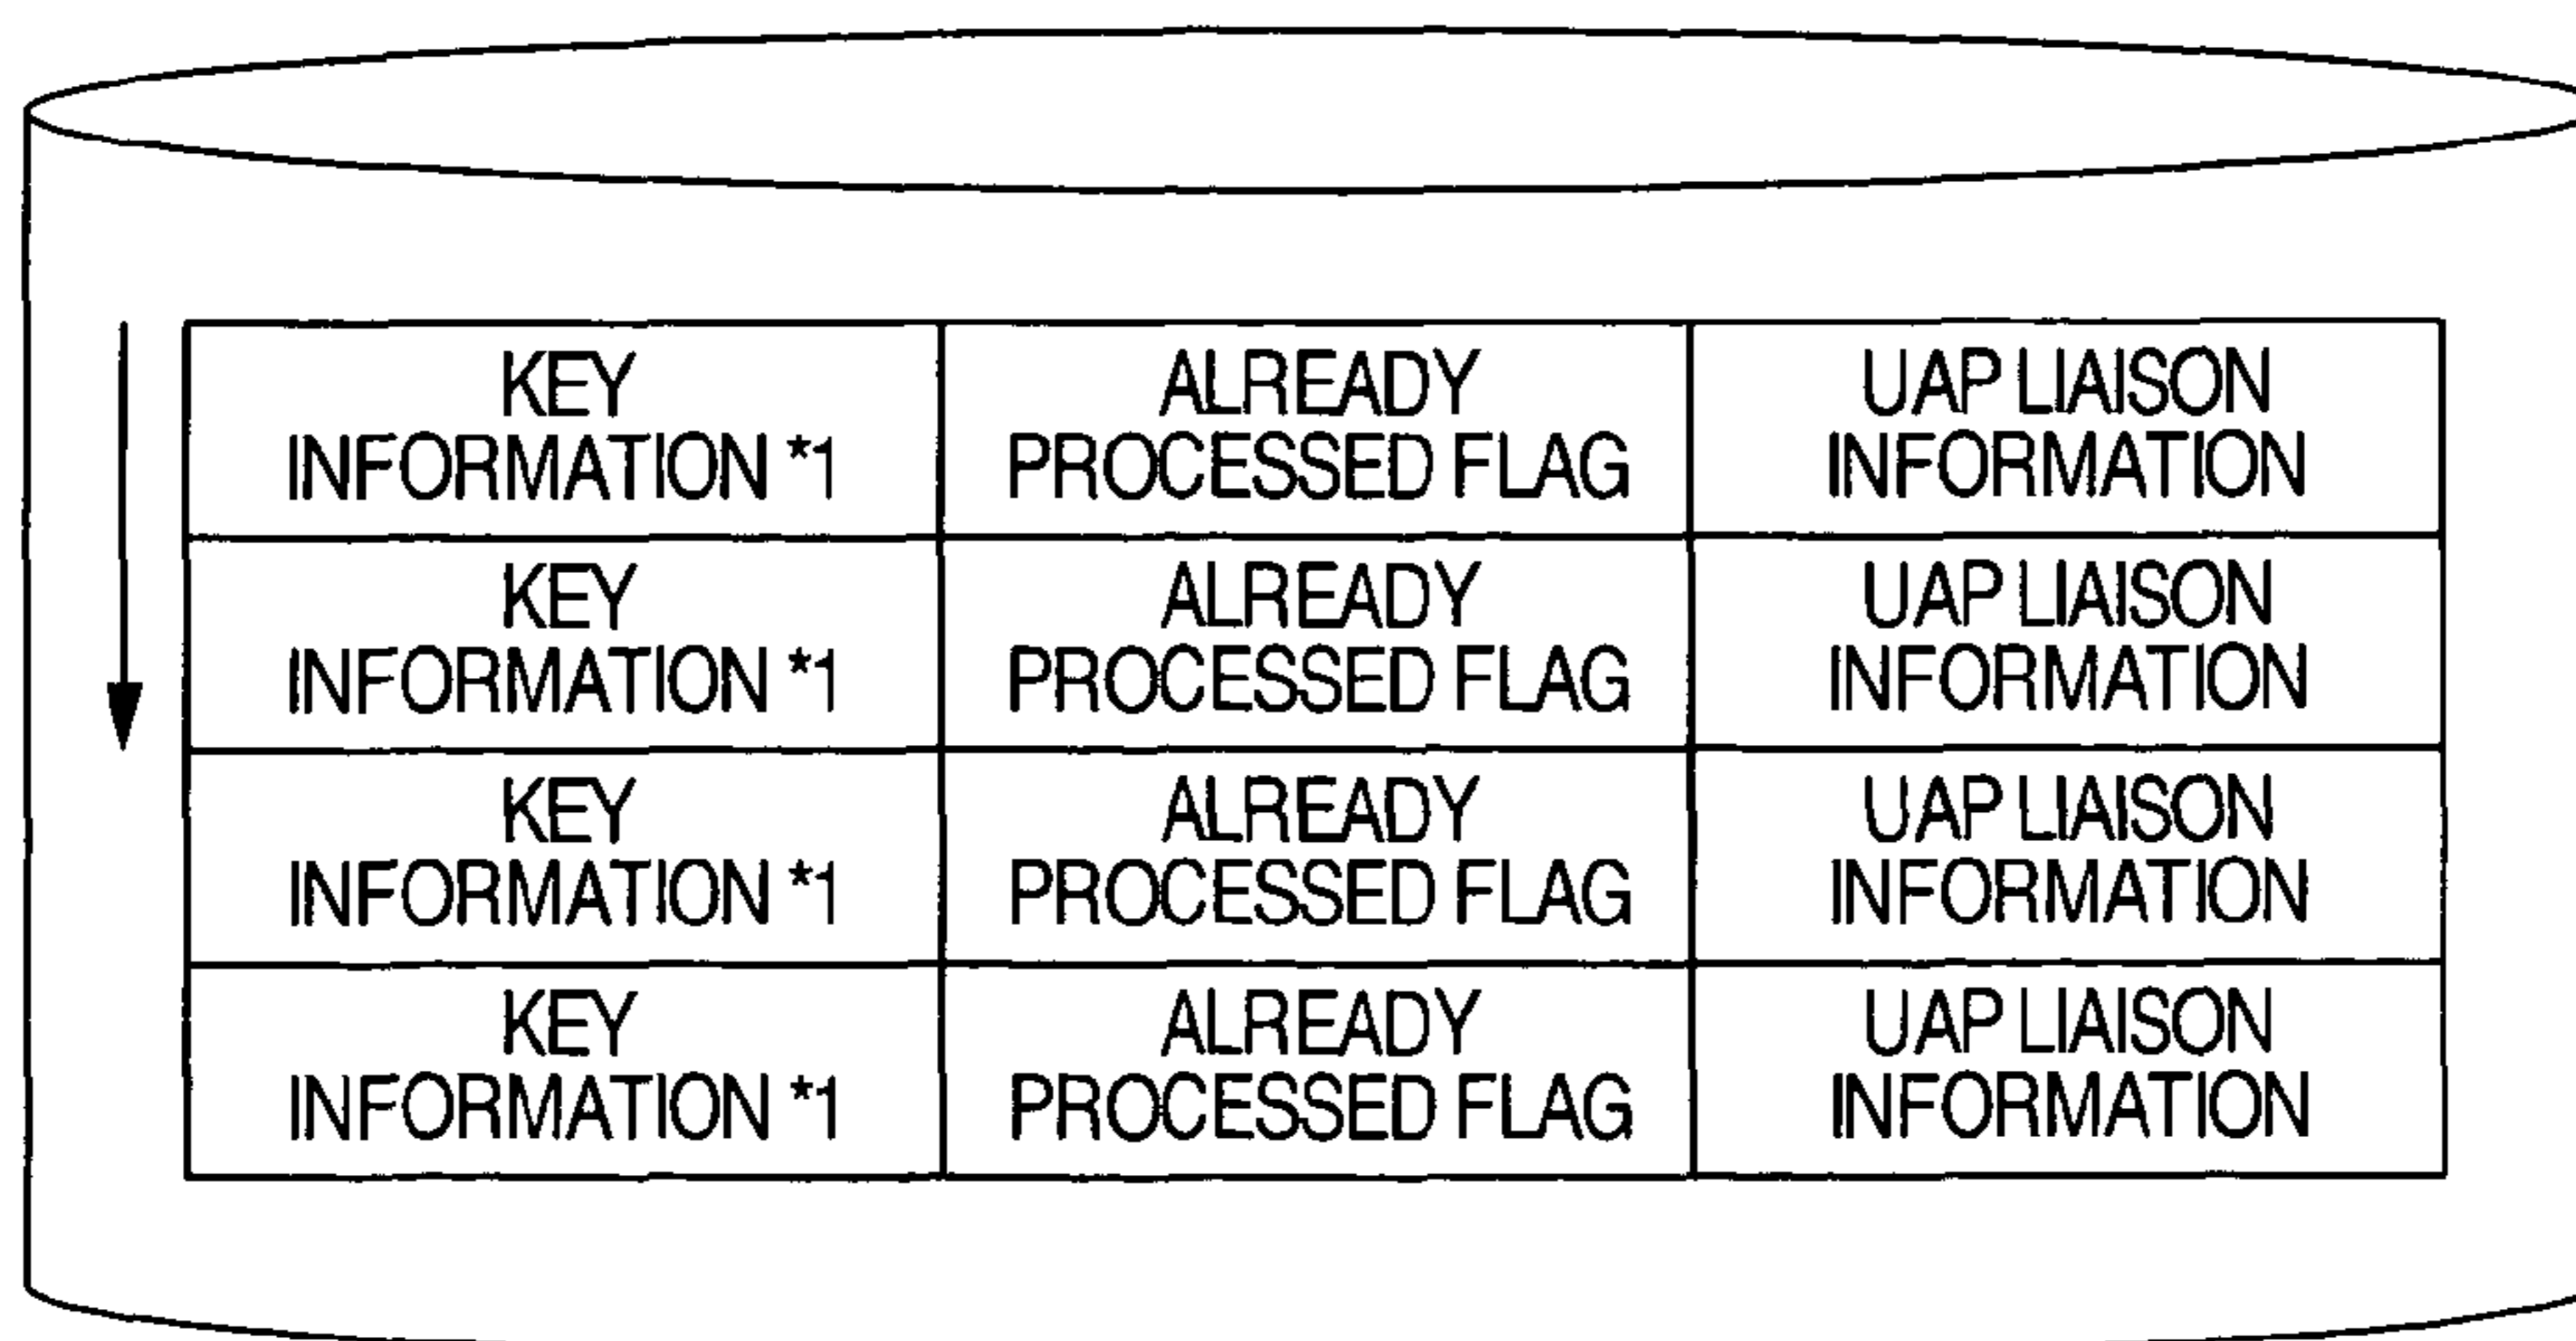 KEY
INFORMATION *1
ALREADY
PROCESSED FLAG
UAP LIAISON
INFORMATION
KEY
INFORMATION *1
ALREADY
PROCESSED FLAG
UAP LIAISON
INFORMATION
KEY
INFORMATION *1
ALREADY
PROCESSED FLAG
UAP LIAISON
INFORMATION
KEY
INFORMATION *1
ALREADY
PROCESSED FLAG
UAP LIAISON
INFORMATION